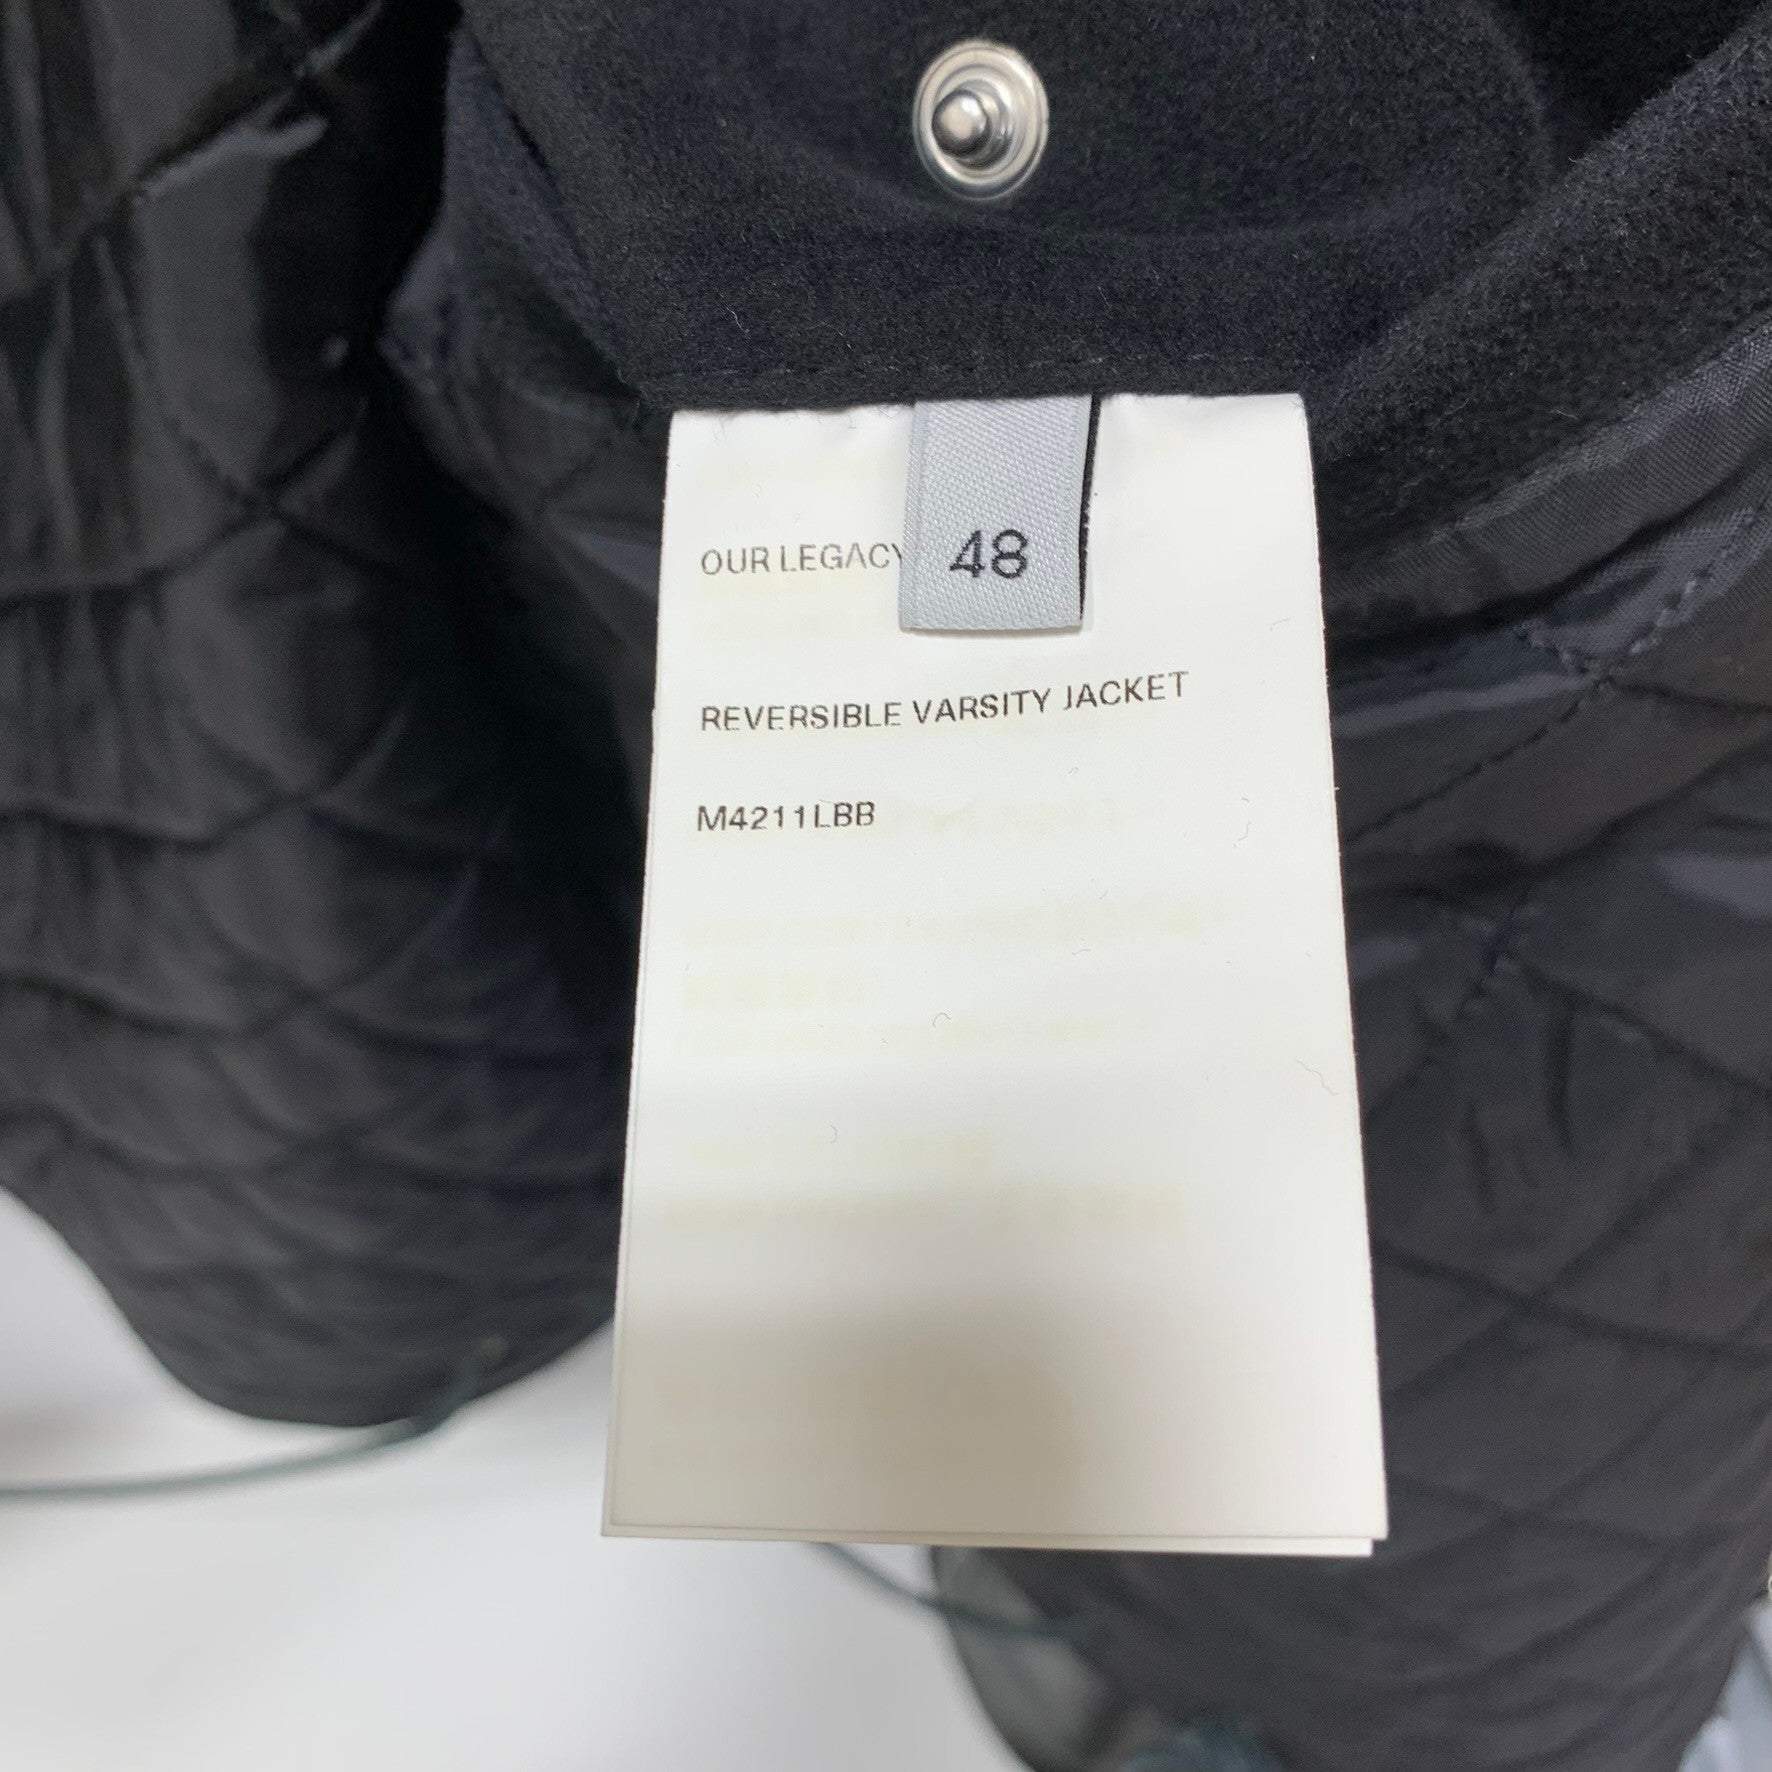 OUR LEGACY
48
REVERSIBLE VARSITY JACKET
M4211LBB